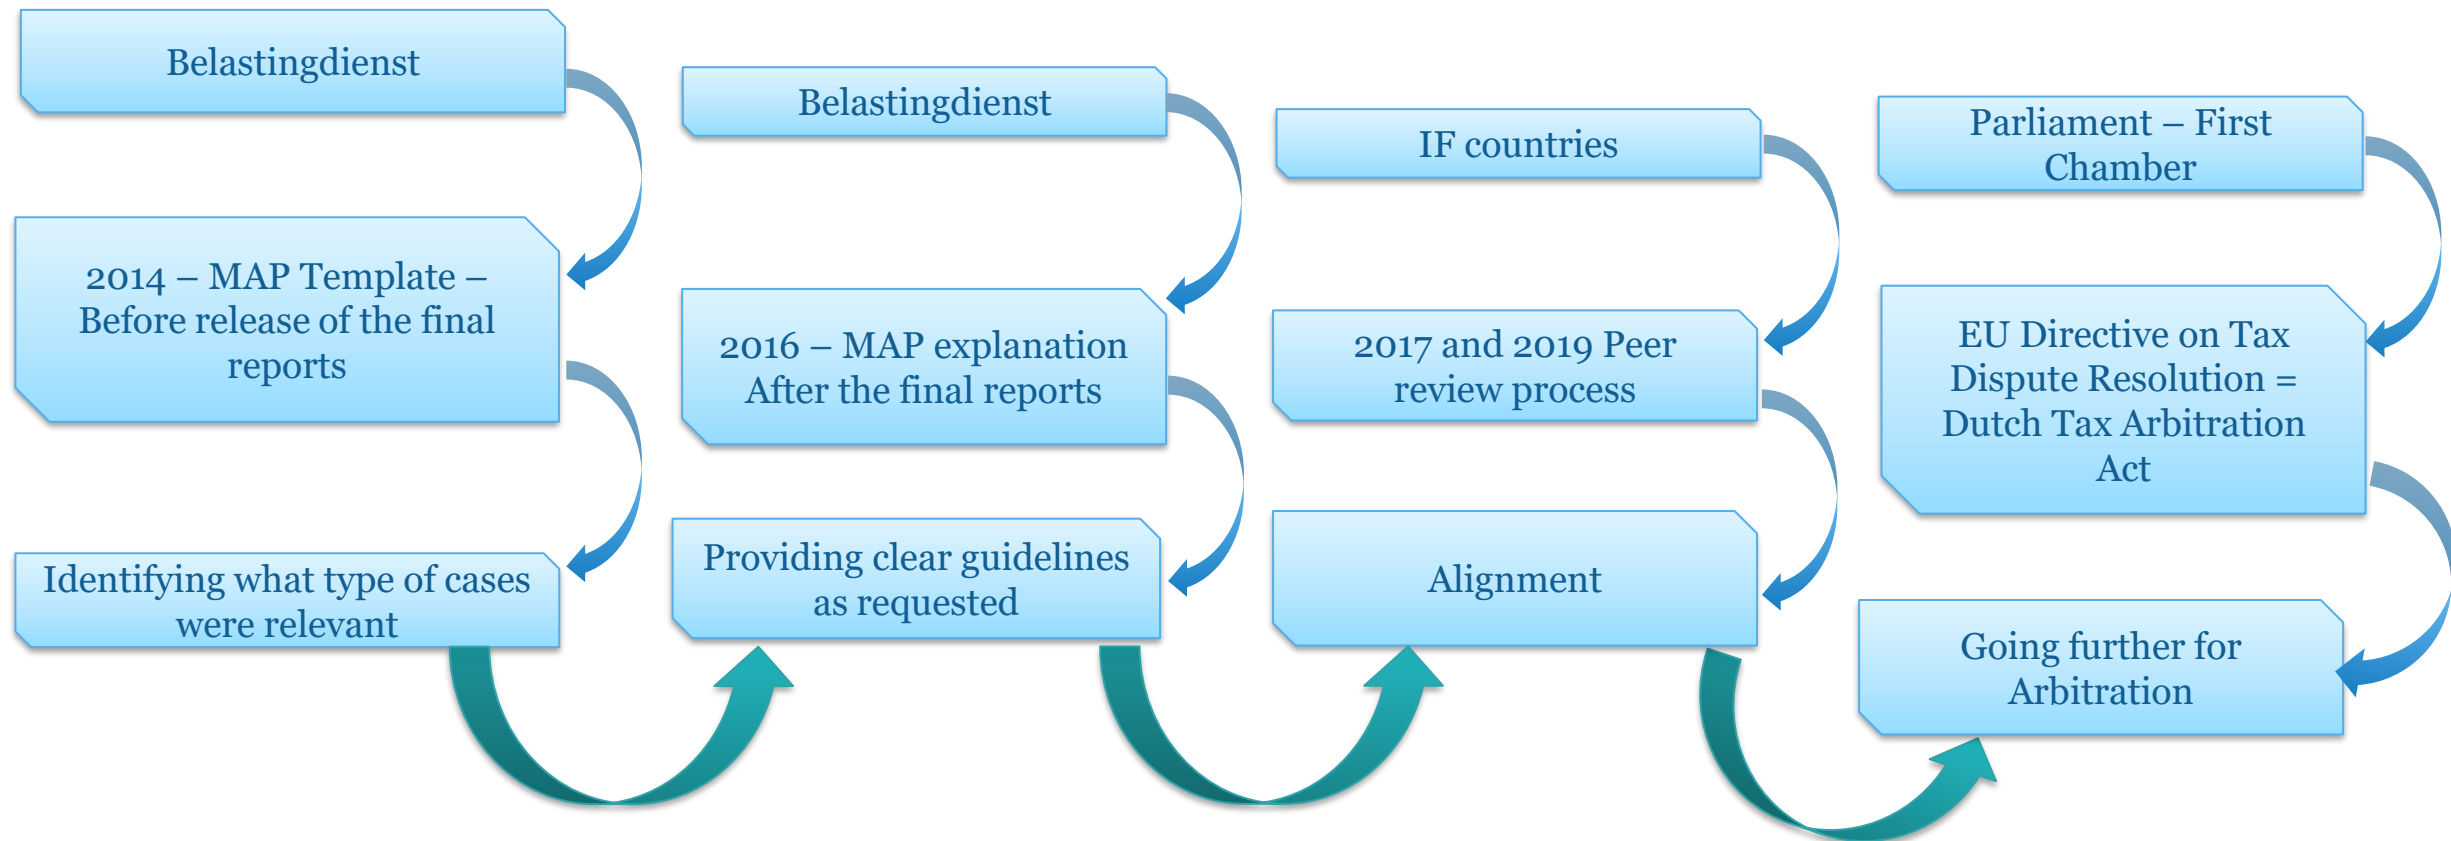 Belastingdienst
2014 – MAP Template –
Before release of the final
reports
Identifying what type of cases
were relevant
Belastingdienst
2016 – MAP explanation
After the final reports
Providing clear guidelines
as requested
IF countries
2017 and 2019 Peer
review process
Alignment
Parliament – First
Chamber
EU Directive on Tax
Dispute Resolution =
Dutch Tax Arbitration
Act
Going further for
Arbitration